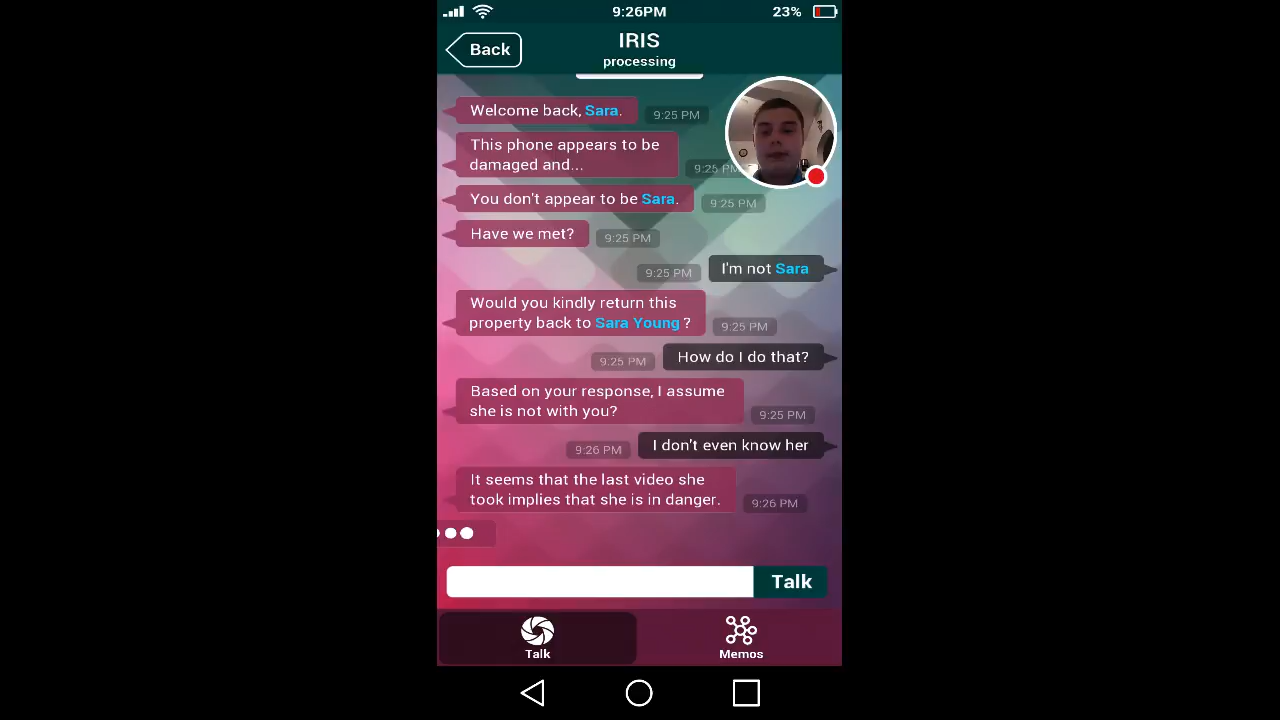 9:26PM
23%
Back
IRIS
processing
Welcome back, Sara.
9:25 PM
This phone appears to be
damaged and...
9:25 PM
You don't appear to be Sara.
9:25 PM
Have we met?
9:25 PM
9:25 PM
I'm not Sara
Would you kindly return this
property back to Sara Young ?
9:25 PM
9:25 PM
How do I do that?
Based on your response, I assume
she is not with you?
9:25 PM
9:26 PM
I don't even know her
It seems that the last video she
took implies that she is in danger.
9:26 PM
Talk
Talk
Memos